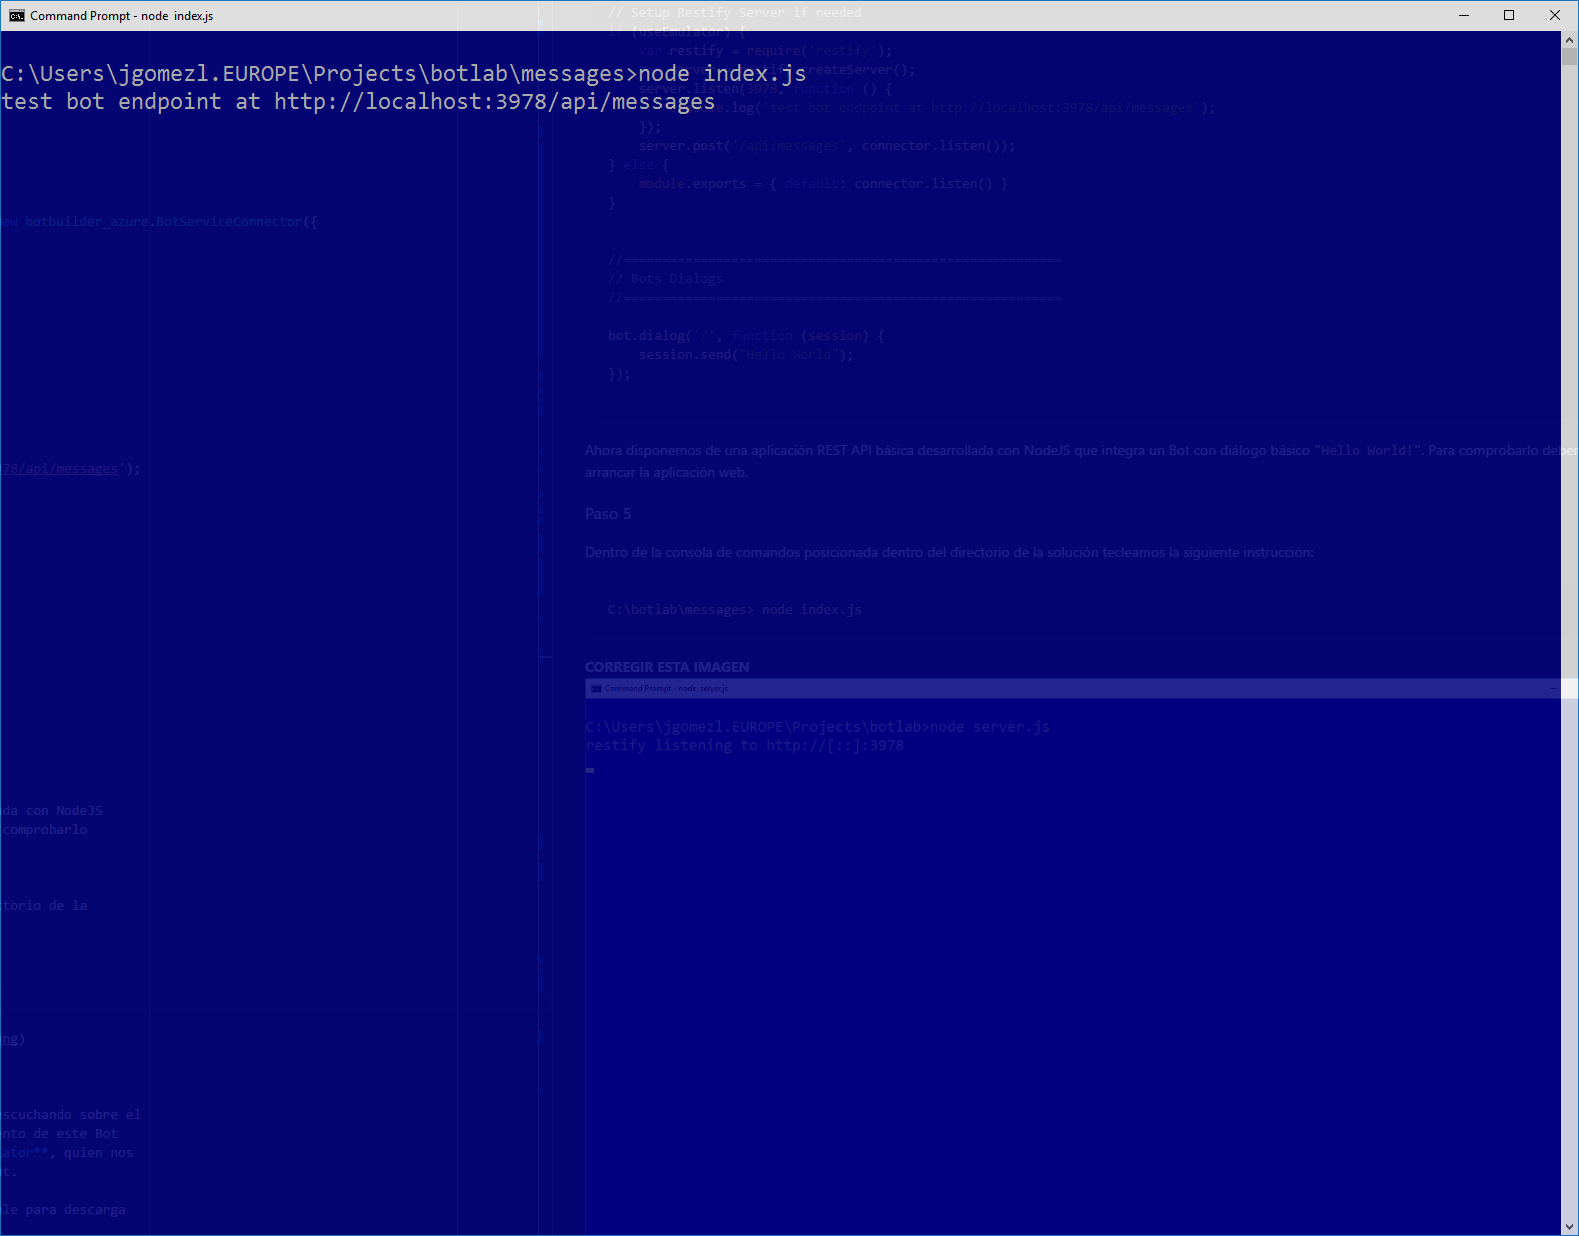 Command Prompt - node  index.js
C:\Users\jgomezl.EUROPE\Projects\botlab\messages>node index.js
test bot endpoint at http://localhost:3978/api/messages
// Setup Restify Server if needed
if (useEmulator) {
var restify = require('restify');
createServer();
server.listen(3978, function () {
.log('test bot endpoint at http://localhost:3978/api/messages');
});
server.post('/api/messages', connector.listen());
} else {
module.exports = { default: connector.listen() }
}
//=========================================================
// Bots Dialogs
//=========================================================
bot.dialog('/', function (session) {
session.send("Hello World");
});
Ahora disponemos de una aplicación REST API básica desarrollada con NodeJS que integra un Bot con diálogo básico "Hello World!". Para comprobarlo deber
arrancar la aplicación web.
Paso 5
Dentro de la consola de comandos posicionada dentro del directorio de la solución tecleamos la siguiente instrucción:
C:\botlab\messages> node index.js
CORREGIR ESTA IMAGEN
Command Prompt - node  server.js
C:\Users\jgomezl.EUROPE\Projects\botlab>node server.js
restify listening to http://[::]:3978
ew botbuilder_azure.BotServiceConnector({
78/api/messages');
da con NodeJS
comprobarlo
torio de la
ng)
escuchando sobre el
nto de este Bot
ator**, quien nos
t.
le para descarga